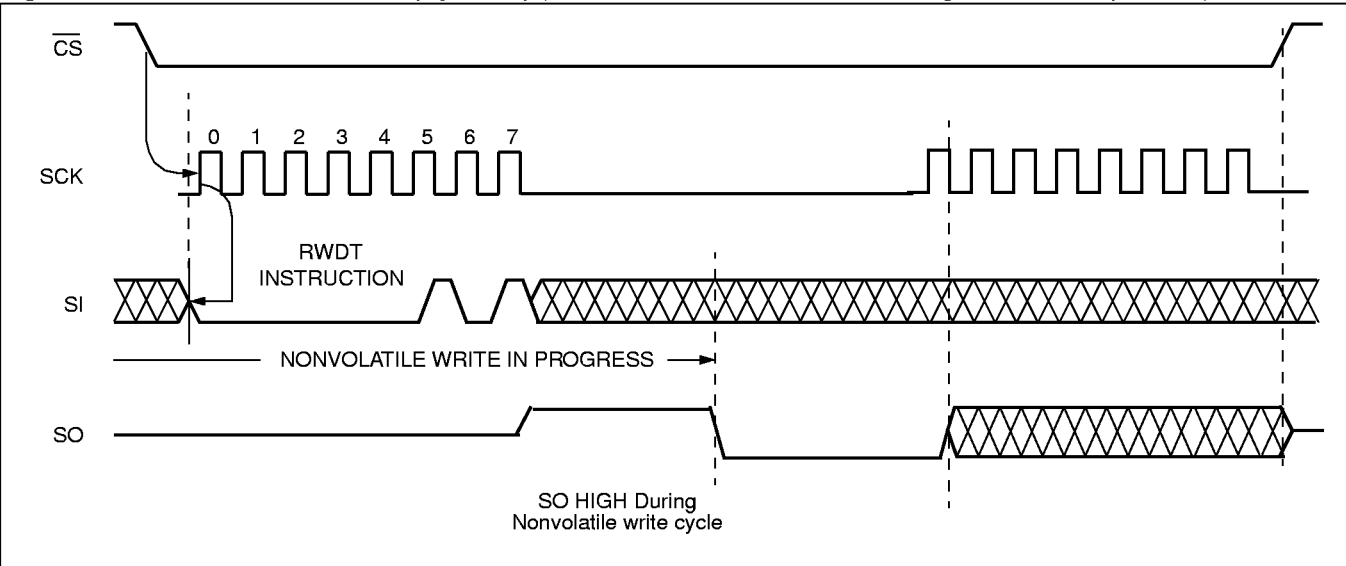 CS
0 1 2 3 4 5 6 7
SCK
RWDT
INSTRUCTION
SI
NONVOLATILE WRITE IN PROGRESS
SO
SO HIGH During
Nonvolatile write cycle